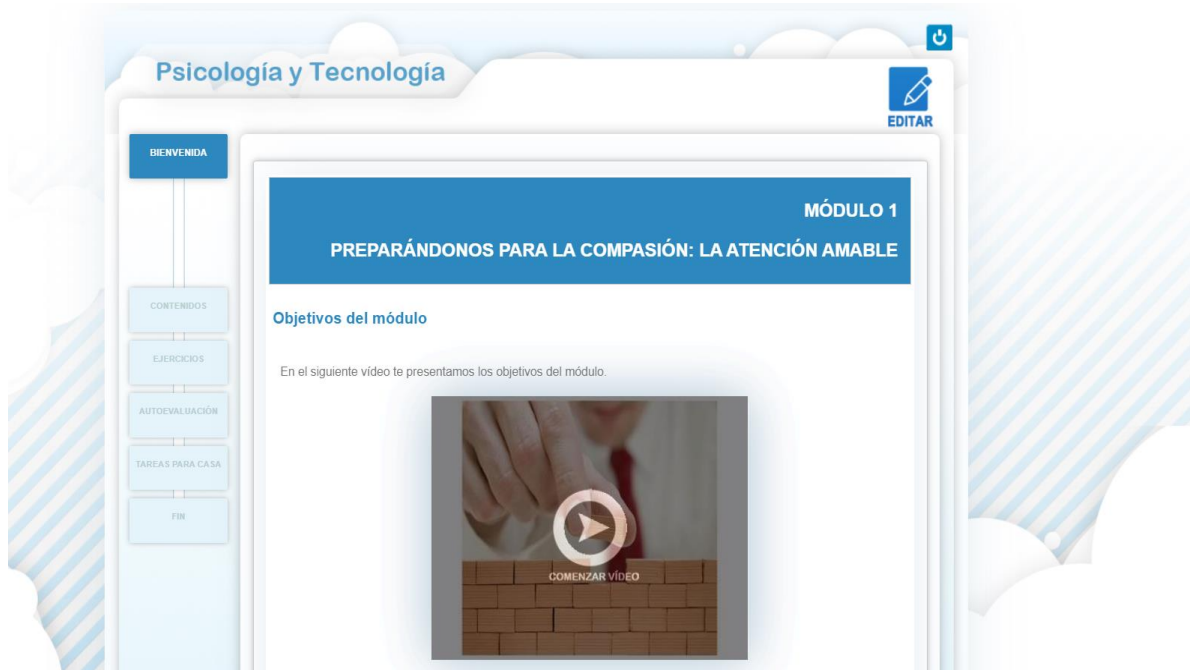 Psicología y Tecnología
EDITAR
BIENVENIDA
CONTENIDOS
EJERCICIOS
AUTOEVALUACIÓN
TAREAS PARA CASA
FIN
MÓDULO 1
PREPARÁNDONOS PARA LA COMPASIÓN: LA ATENCIÓN AMABLE
Objetivos del módulo
En el siguiente vídeo te presentamos los objetivos del módulo.
COMENZAR VÍDEO